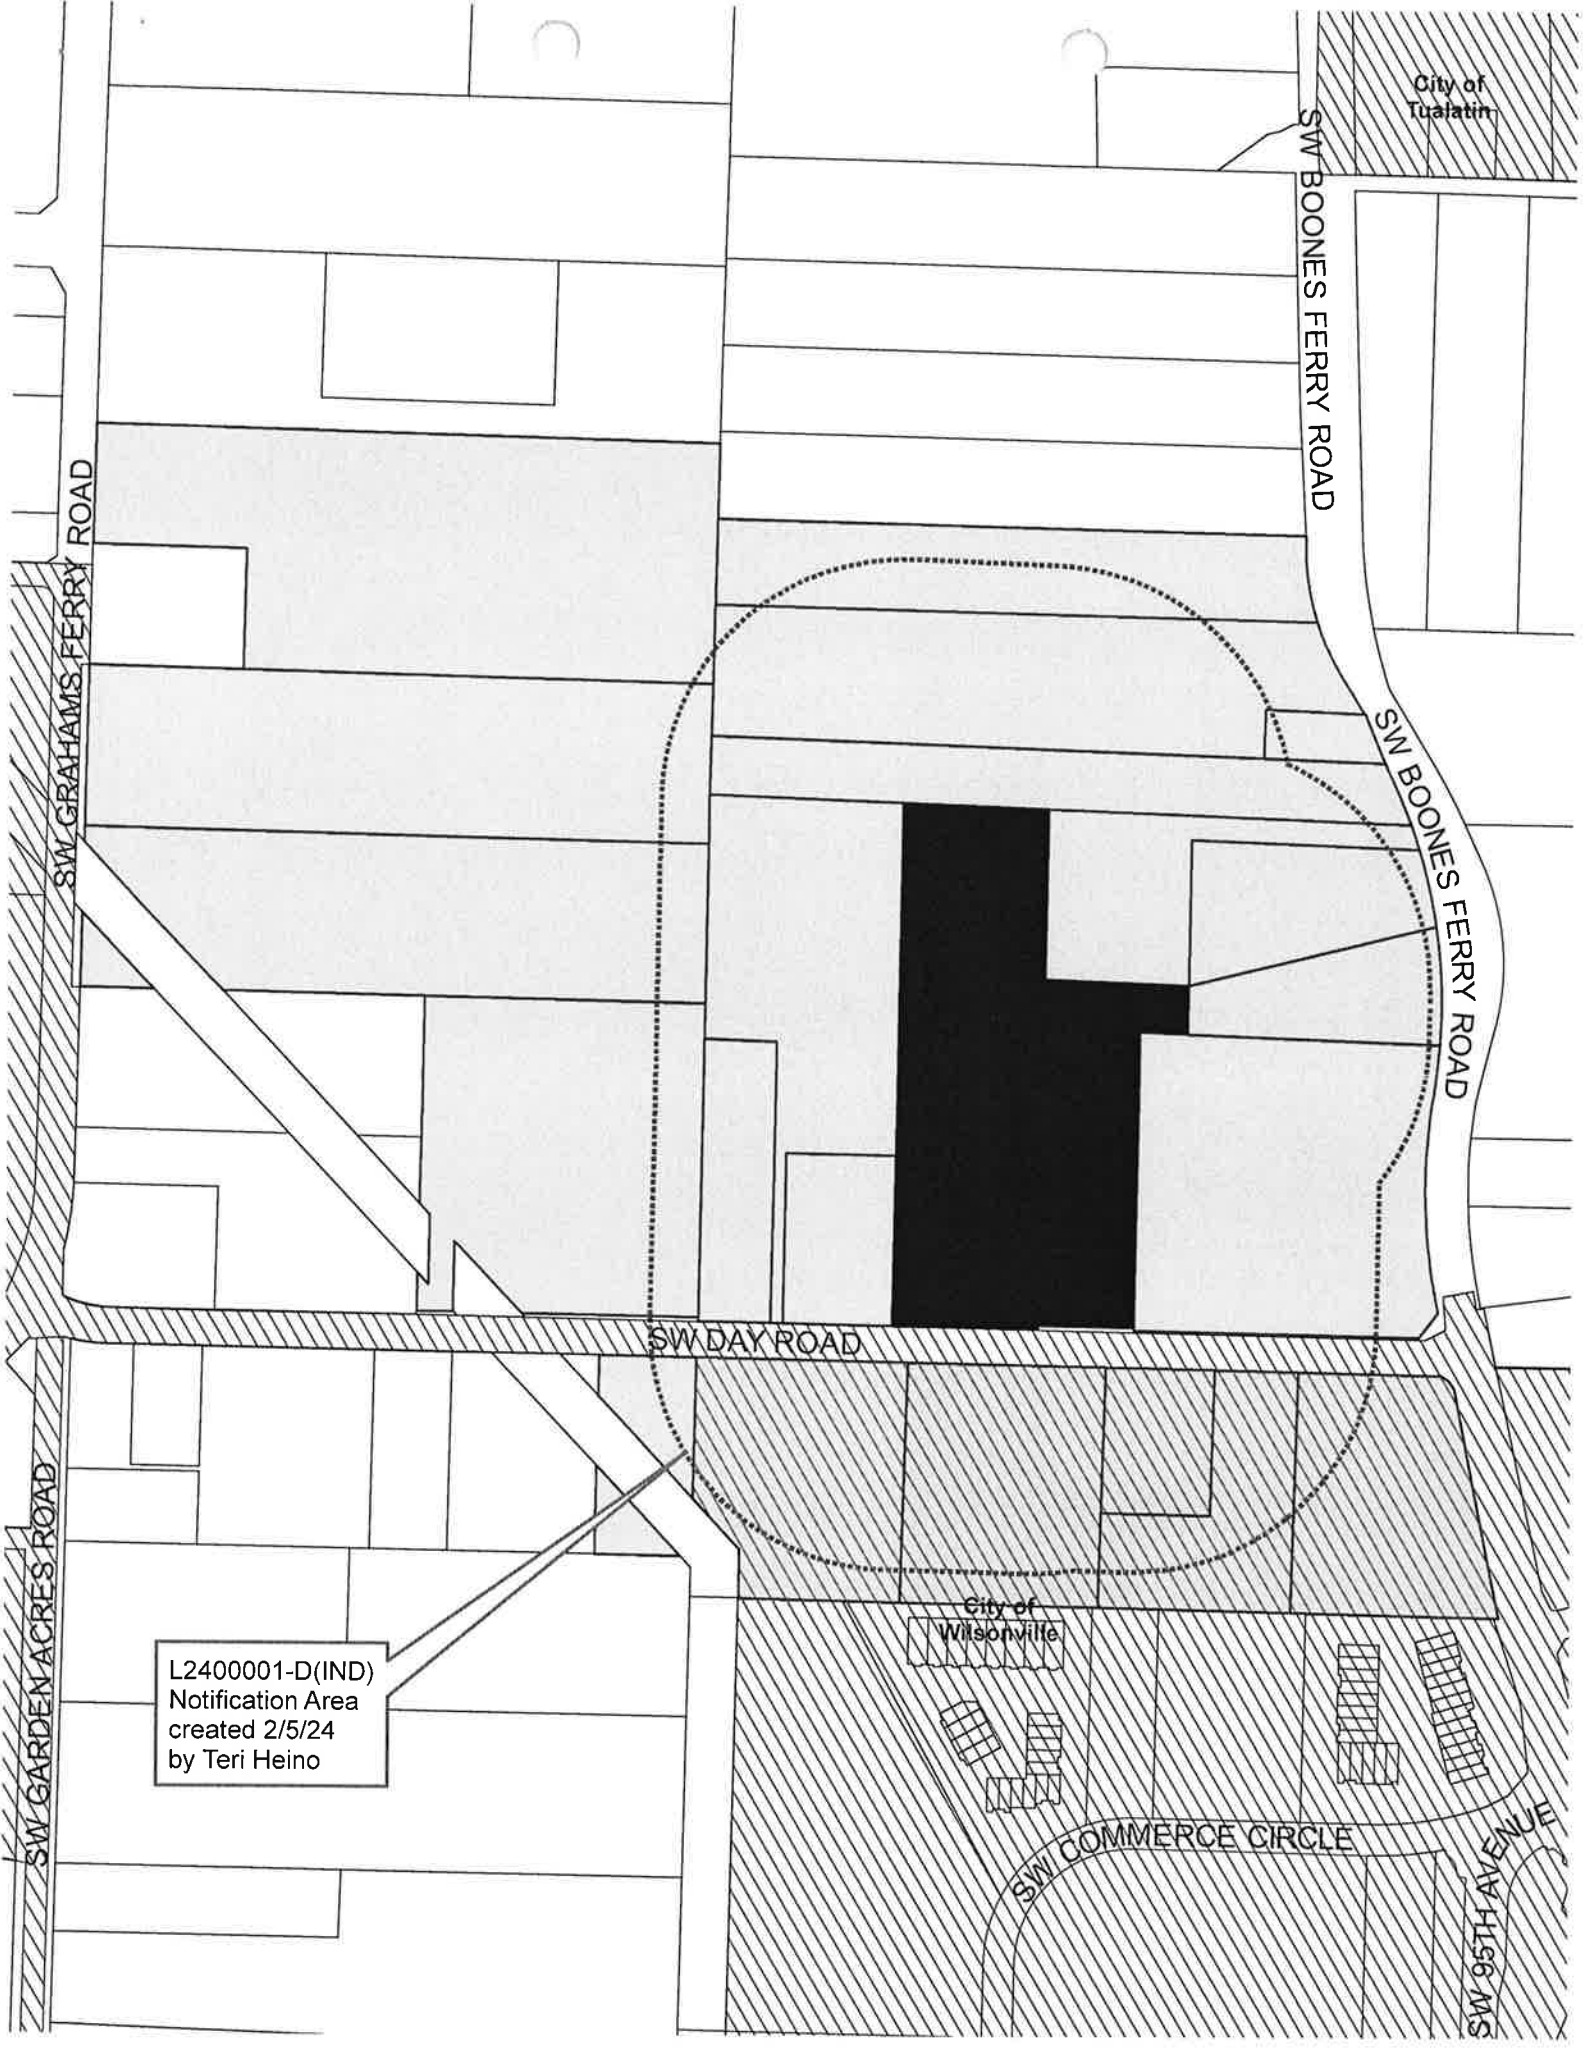 City of
Tualatin
SW BOONES FERRY ROAD
SW GRAHAMS FERRY ROAD
SW BOONES FERRY ROAD
SW DAY ROAD
SW GARDEN ACRES ROAD
City of
Wilsonville
L2400001-D(IND)
Notification Area
created 2/5/24
by Teri Heino
SW COMMERCE CIRCLE
SW 95TH AVENUE